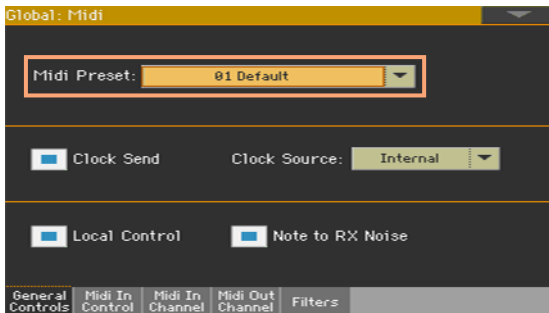 Global: Midi
Midi Preset: 01 Default
Clock Send Clock Source: Internal
Local Control Note to RX Noise
General Controls Midi In Control Midi In Channel Midi Out Channel Filters